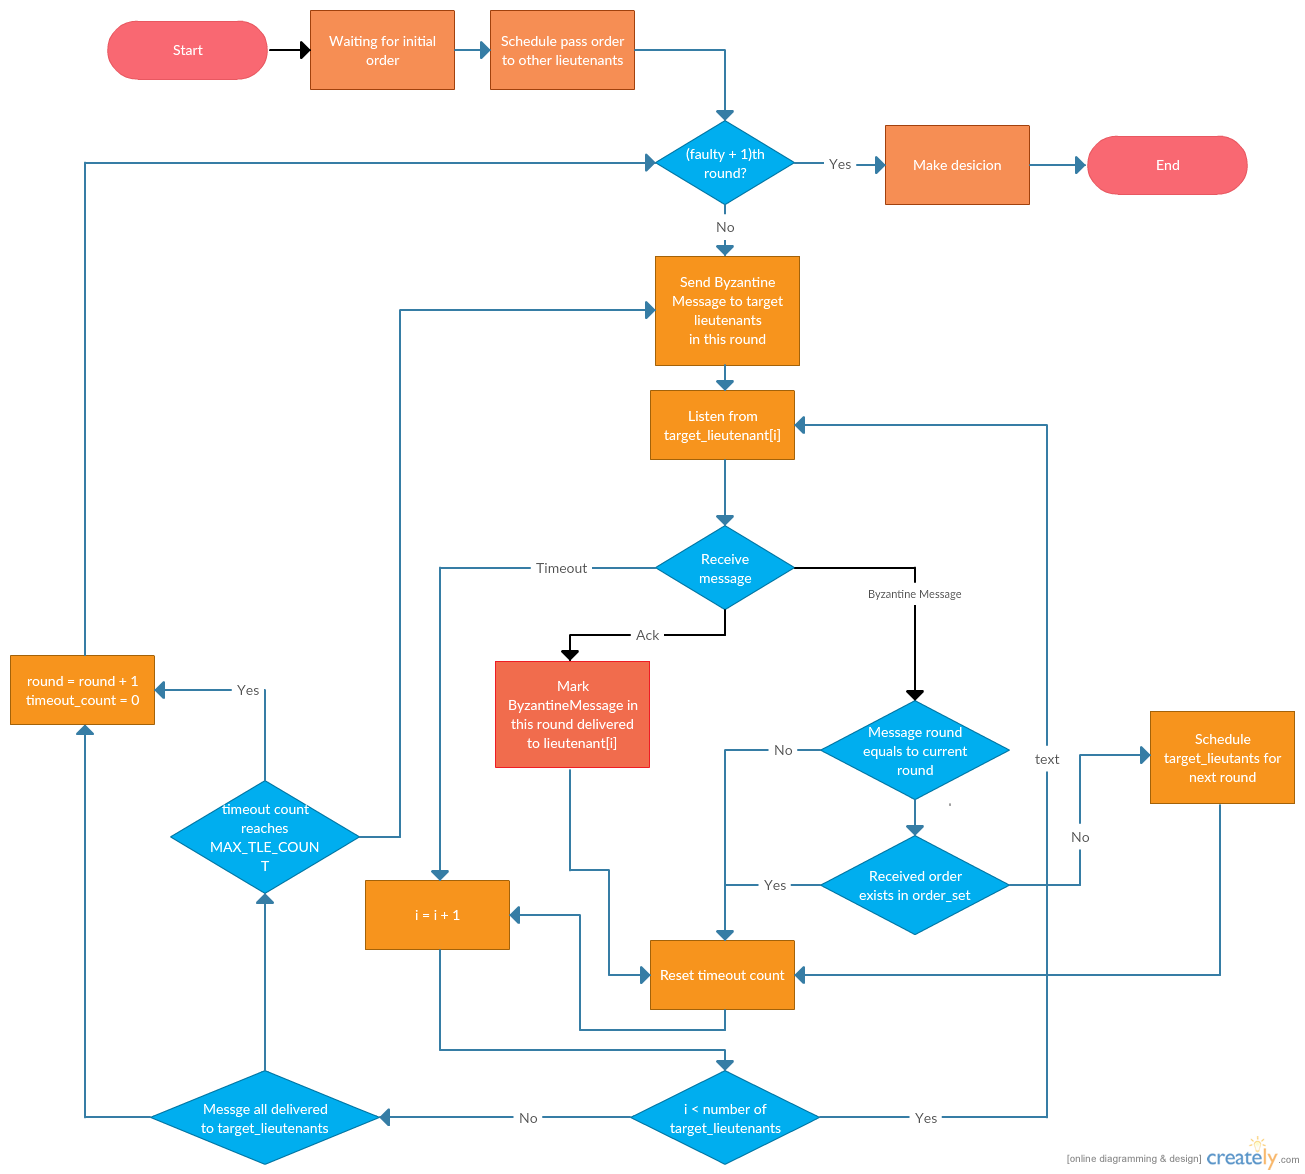 Start
Waiting for initial
order
Schedule pass order
to other lieutenants
(faulty + 1)th
round?
Yes
Make desicion
End
No
Send Byzantine
Message to target
lieutenants
in this round
Listen from
target_lieutenant[i]
Receive
message
Timeout
Byzantine Message
Ack
Mark
ByzantineMessage in
this round delivered
to lieutenant[i]
round = round + 1
timeout_count = 0
Yes
Message round
equals to current
round
No
text
Schedule
target_lieutants for
next round
timeout count
reaches
MAX_TLE_COUN
T
No
Received order
exists in order_set
Yes
i = i + 1
Reset timeout count
Messge all delivered
to target_lieutenants
No
i < number of
target_lieutenants
Yes
[online diagramming & design] creately.com